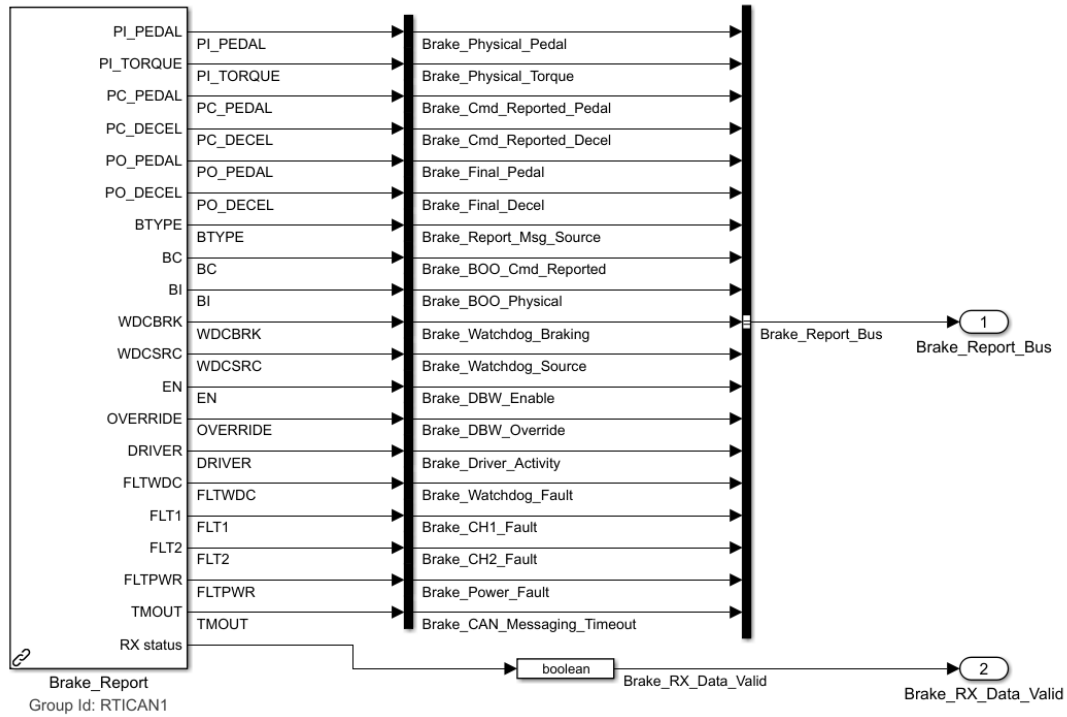 PI_PEDAL PI_PEDAL Brake_Physical_Pedal
PI_TORQUE PI_TORQUE Brake_Physical_Torque
PC_PEDAL PC_PEDAL Brake_Cmd_Reported_Pedal
PC_DECEL PC_DECEL Brake_Cmd_Reported_Decel
PO_PEDAL PO_PEDAL Brake_Final_Pedal
PO_DECEL PO_DECEL Brake_Final_Decel
BTYPE BTYPE Brake_Report_Msg_Source
BC BC Brake_BOO_Cmd_Reported
BI BI Brake_BOO_Physical
WDCBRK WDCBRK Brake_Watchdog_Braking Brake_Report_Bus 1
Brake_Report_Bus
WDCSRC WDCSRC Brake_Watchdog_Source
EN EN Brake_DBW_Enable
OVERRIDE OVERRIDE Brake_DBW_Override
DRIVER DRIVER Brake_Driver_Activity
FLTWDC FLTWDC Brake_Watchdog_Fault
FLT1 FLT1 Brake_CH1_Fault
FLT2 FLT2 Brake_CH2_Fault
FLTPWR FLTPWR Brake_Power_Fault
TMOUT TMOUT Brake_CAN_Messaging_Timeout
RX status boolean Brake_RX_Data_Valid 2
Brake_RX_Data_Valid
Brake_Report
Group Id: RTICAN1